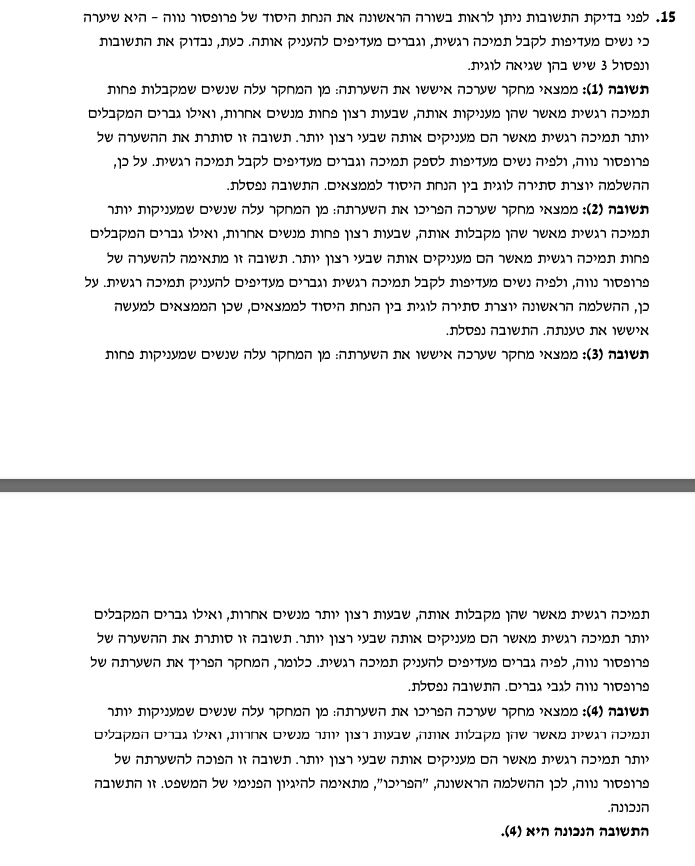 15. לפני בדיקת התשובות ניתן לראות בשורה הראשונה את הנחת היסוד של פרופסור נווה – היא שיערה
כי נשים מעדיפות לקבל תמיכה רגשית, וגברים מעדיפים להעניק אותה. כעת, נבדוק את התשובות
ונפסול 3 שיש בהן שגיאה לוגית.
תשובה (1): ממצאי מחקר שערכה איששו את השערתה: מן המחקר עלה שנשים שמקבלות פחות
תמיכה רגשית מאשר שהן מעניקות אותה, שבעות רצון פחות מנשים אחרות, ואילו גברים המקבלים
יותר תמיכה רגשית מאשר הם מעניקים אותה שבעי רצון יותר. תשובה זו סותרת את ההשערה של
פרופסור נווה, ולפיה נשים מעדיפות לספק תמיכה וגברים מעדיפים לקבל תמיכה רגשית. על כן,
ההשלמה יוצרת סתירה לוגית בין הנחת היסוד לממצאים. התשובה נפסלת.
תשובה (2): ממצאי מחקר שערכה הפריכו את השערתה: מן המחקר עלה שנשים שמעניקות יותר
תמיכה רגשית מאשר שהן מקבלות אותה, שבעות רצון פחות מנשים אחרות, ואילו גברים המקבלים
פחות תמיכה רגשית מאשר הם מעניקים אותה שבעי רצון יותר. תשובה זו מתאימה להשערה של
פרופסור נווה, ולפיה נשים מעדיפות לקבל תמיכה רגשית וגברים מעדיפים להעניק תמיכה רגשית. על
כן, ההשלמה הראשונה יוצרת סתירה לוגית בין הנחת היסוד לממצאים, שכן הממצאים למעשה
איששו את טענתה. התשובה נפסלת.
תשובה (3): ממצאי מחקר שערכה איששו את השערתה: מן המחקר עלה שנשים שמעניקות פחות
תמיכה רגשית מאשר שהן מקבלות אותה, שבעות רצון יותר מנשים אחרות, ואילו גברים המקבלים
יותר תמיכה רגשית מאשר הם מעניקים אותה שבעי רצון יותר. תשובה זו סותרת את ההשערה של
פרופסור נווה, לפיה גברים מעדיפים להעניק תמיכה רגשית. כלומר, המחקר הפריך את השערתה של
פרופסור נווה לגבי גברים. התשובה נפסלת.
תשובה (4): ממצאי מחקר שערכה הפריכו את השערתה: מן המחקר עלה שנשים שמעניקות יותר
תמיכה רגשית מאשר שהן מקבלות אותה, שבעות רצון יותר מנשים אחרות, ואילו גברים המקבלים
יותר תמיכה רגשית מאשר הם מעניקים אותה שבעי רצון יותר. תשובה זו הפוכה להשערתה של
פרופסור נווה, לכן ההשלמה הראשונה, "הפריכו", מתאימה להיגיון הפנימי של המשפט. זו התשובה
הנכונה.
התשובה הנכונה היא (4).